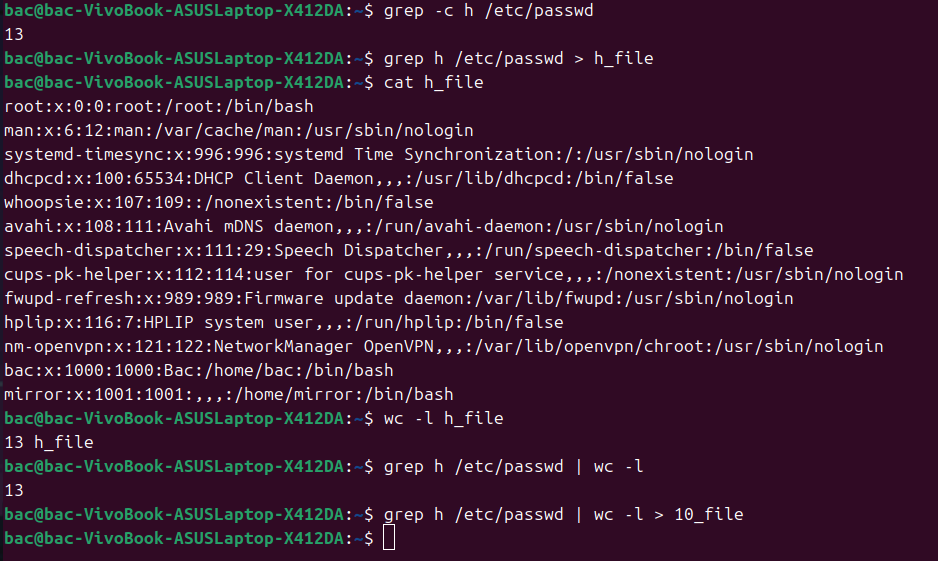 bac@bac-VivoBook-ASUSLaptop-X412DA:~$ grep -c h /etc/passwd
13
bac@bac-VivoBook-ASUSLaptop-X412DA:~$ grep h /etc/passwd > h_file
bac@bac-VivoBook-ASUSLaptop-X412DA:~$ cat h_file
root:x:0:0:root:/root:/bin/bash
man:x:6:12:man:/var/cache/man:/usr/sbin/nologin
systemd-timesync:x:996:996:systemd Time Synchronization:/:/usr/sbin/nologin
dhcpcd:x:100:65534:DHCP Client Daemon,,,:/usr/lib/dhcpcd:/bin/false
whoopsie:x:107:109::/nonexistent:/bin/false
avahi:x:108:111:Avahi mDNS daemon,,,:/run/avahi-daemon:/usr/sbin/nologin
speech-dispatcher:x:111:29:Speech Dispatcher,,,:/run/speech-dispatcher:/bin/false
cups-pk-helper:x:112:114:user for cups-pk-helper service,,,:/nonexistent:/usr/sbin/nologin
fwupd-refresh:x:989:989:Firmware update daemon:/var/lib/fwupd:/usr/sbin/nologin
hplip:x:116:7:HPLIP system user,,,:/run/hplip:/bin/false
nm-openvpn:x:121:122:NetworkManager OpenVPN,,,:/var/lib/openvpn/chroot:/usr/sbin/nologin
bac:x:1000:1000:Bac:/home/bac:/bin/bash
mirror:x:1001:1001:,,,:/home/mirror:/bin/bash
bac@bac-VivoBook-ASUSLaptop-X412DA:~$ wc -l h_file
13 h_file
bac@bac-VivoBook-ASUSLaptop-X412DA:~$ grep h /etc/passwd | wc -l
13
bac@bac-VivoBook-ASUSLaptop-X412DA:~$ grep h /etc/passwd | wc -l > 10_file
bac@bac-VivoBook-ASUSLaptop-X412DA:~$